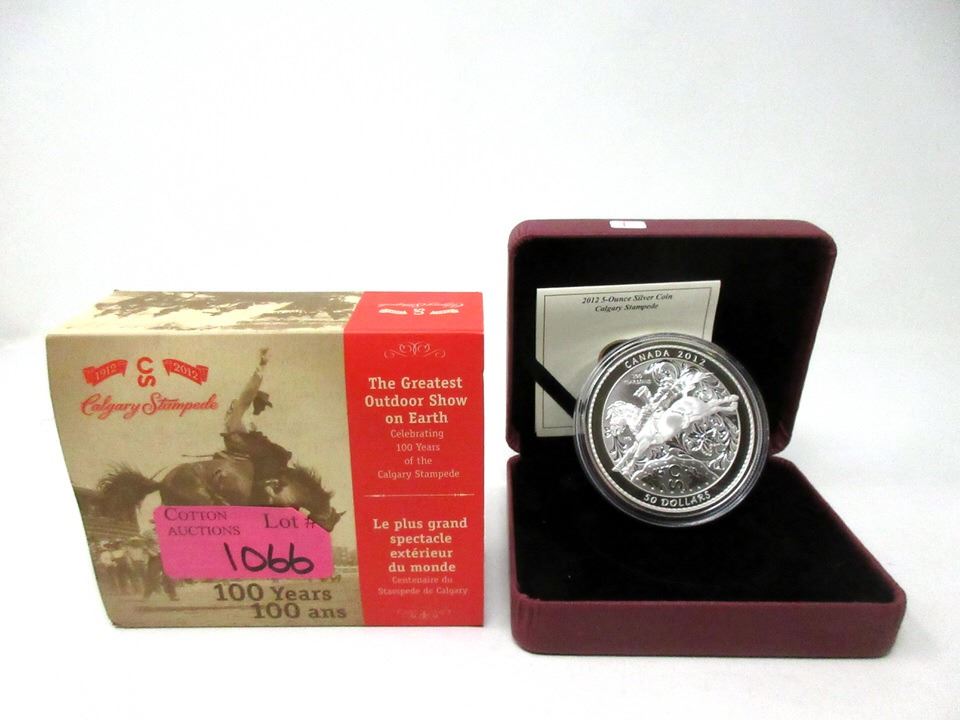 1912 CS 2012
Calgary Stampede
COTTON
AUCTIONS
Lot #
1066
100 Years
100 ans
The Greatest
Outdoor Show
on Earth
Celebrating
100 Years
of the
Calgary Stampede
Le plus grand
spectacle
extérieur
du monde
Centenaire du
Stampede de Calgary
2012 5-Ounce Silver Coin
Calgary Stampede
CANADA 2012
50 DOLLARS